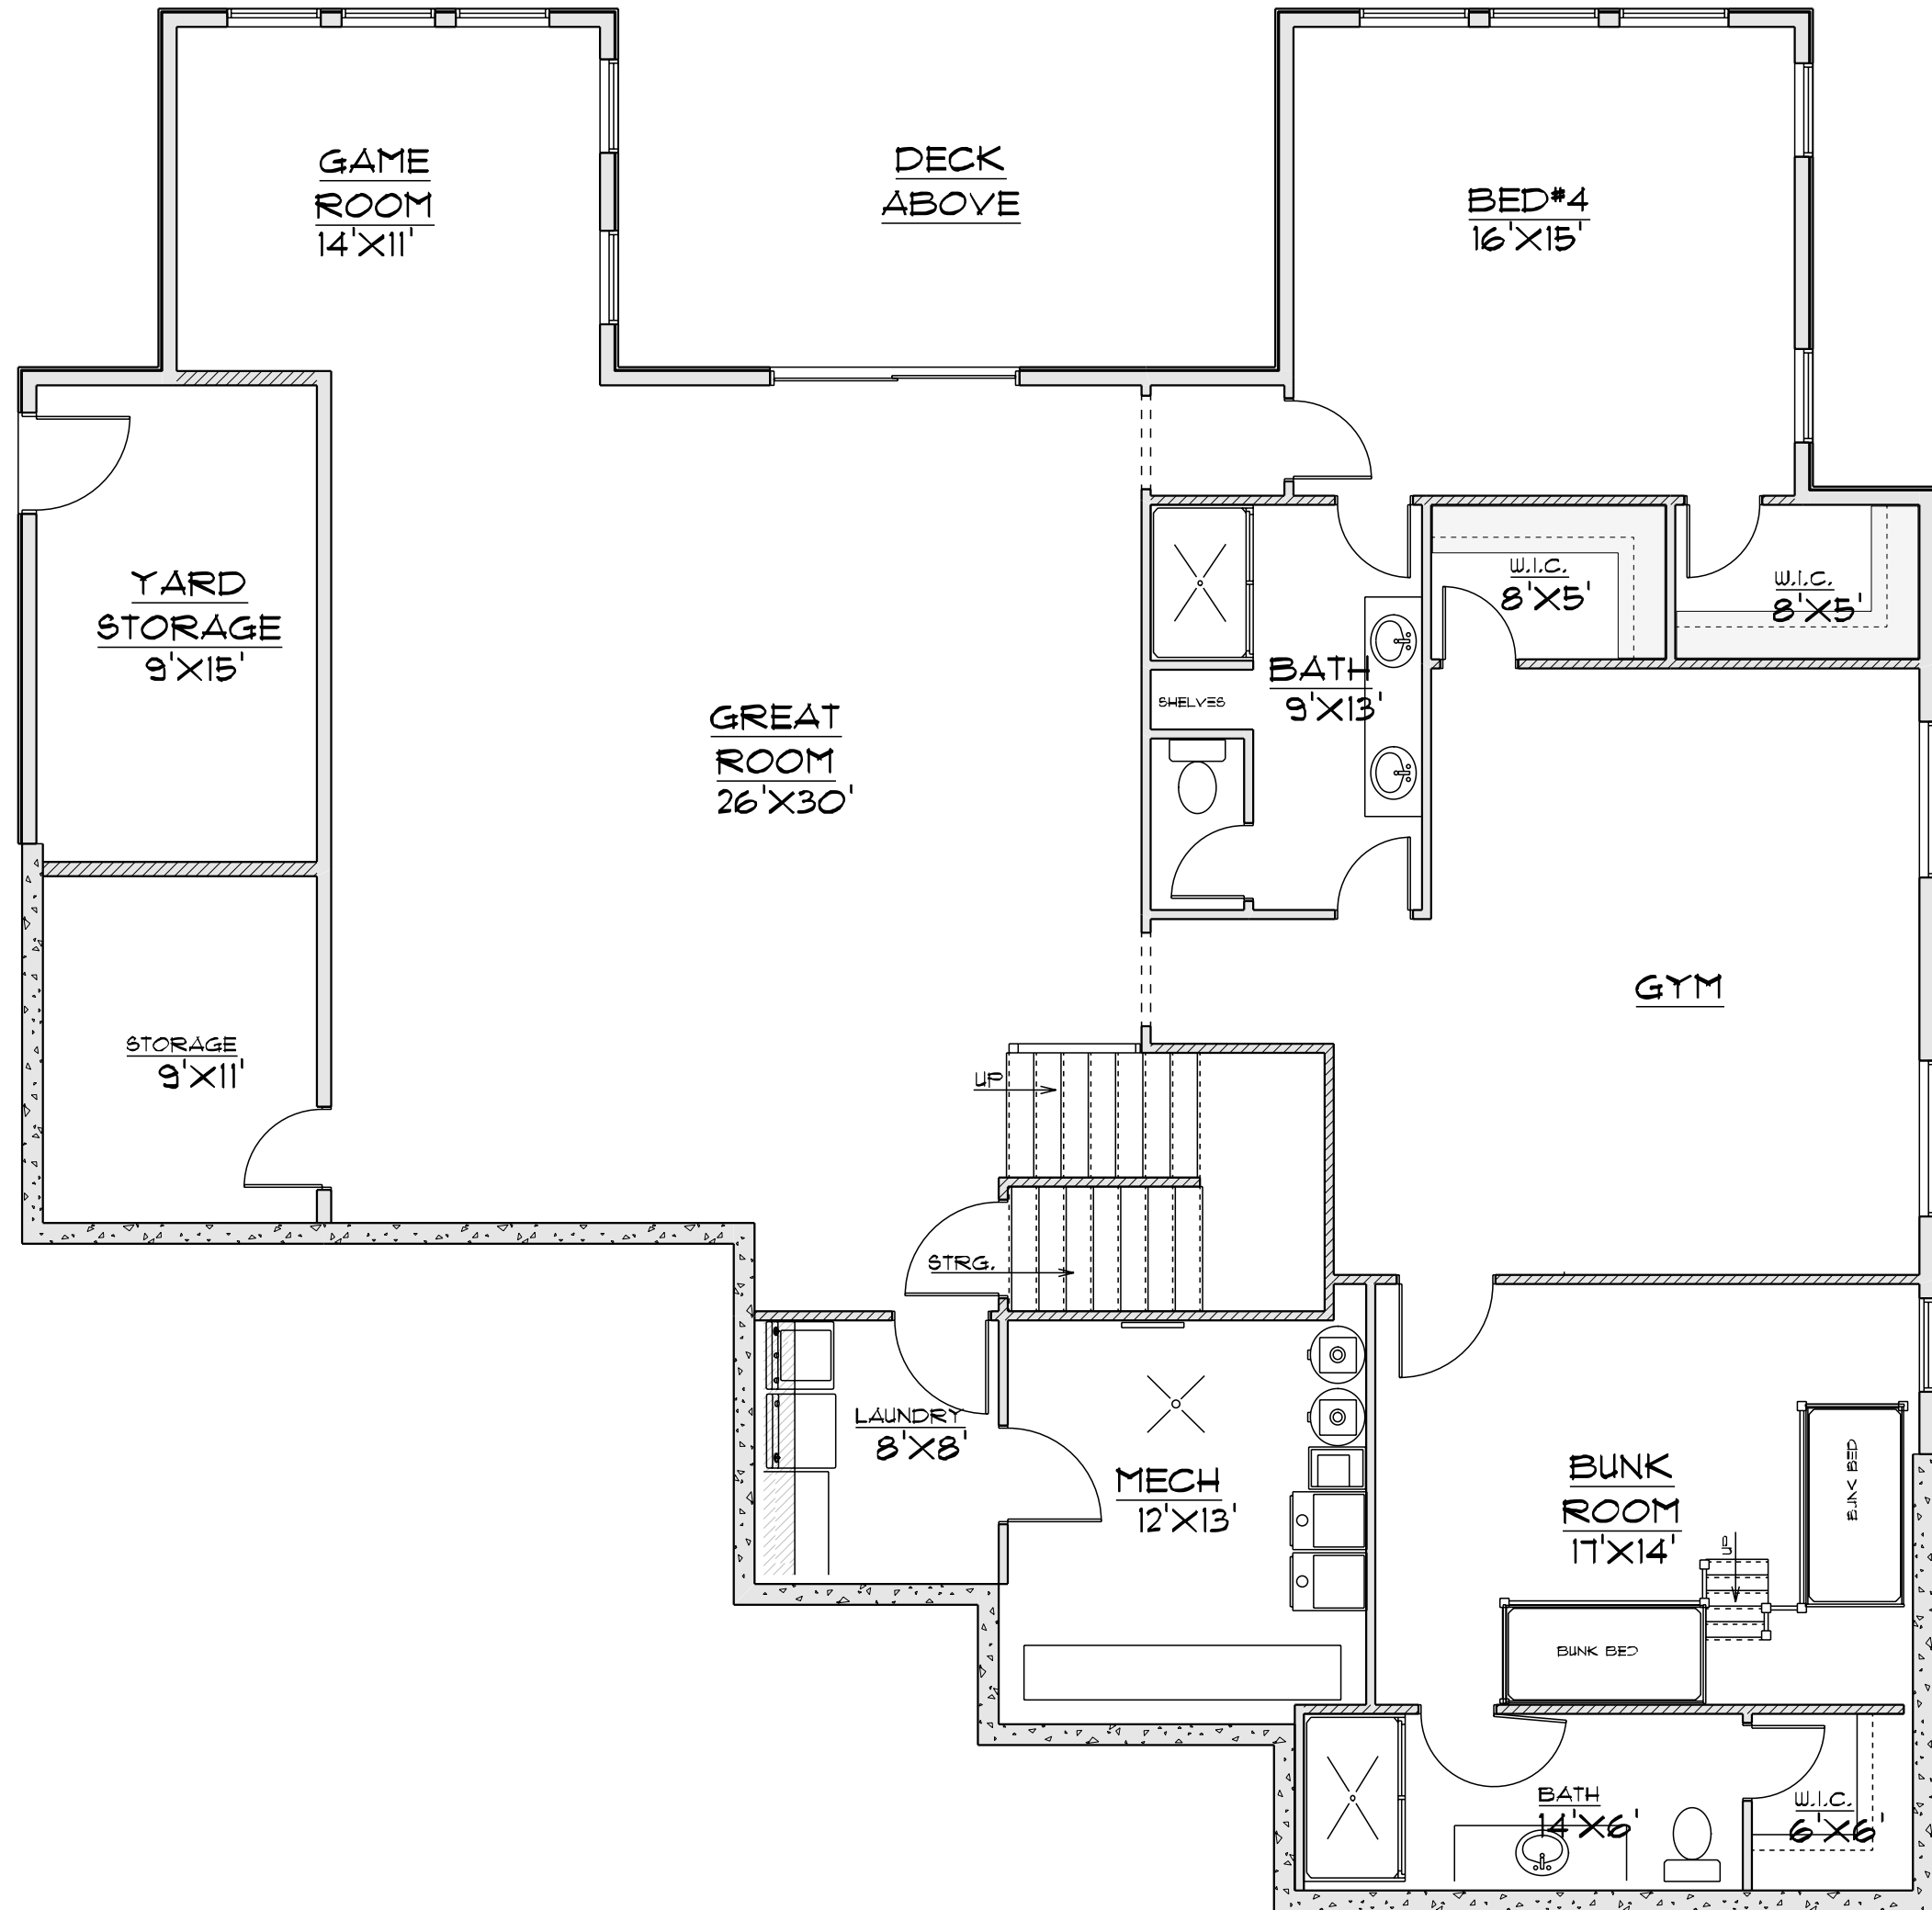 GAME
ROOM
14'X11'
DECK
ABOVE
BED#4
16'X15'
YARD
STORAGE
9'X15'
GREAT
ROOM
26'X30'
W.I.C.
8'X5'
W.I.C.
8'X5'
BATH
9'X13'
SHELVES
GYM
STORAGE
9'X11'
UP
STRG.
LAUNDRY
8'X8'
MECH
12'X13'
BUNK
ROOM
17'X14'
BUNK BED
UP
BUNK BED
BATH
14'X6'
W.I.C.
6'X6'